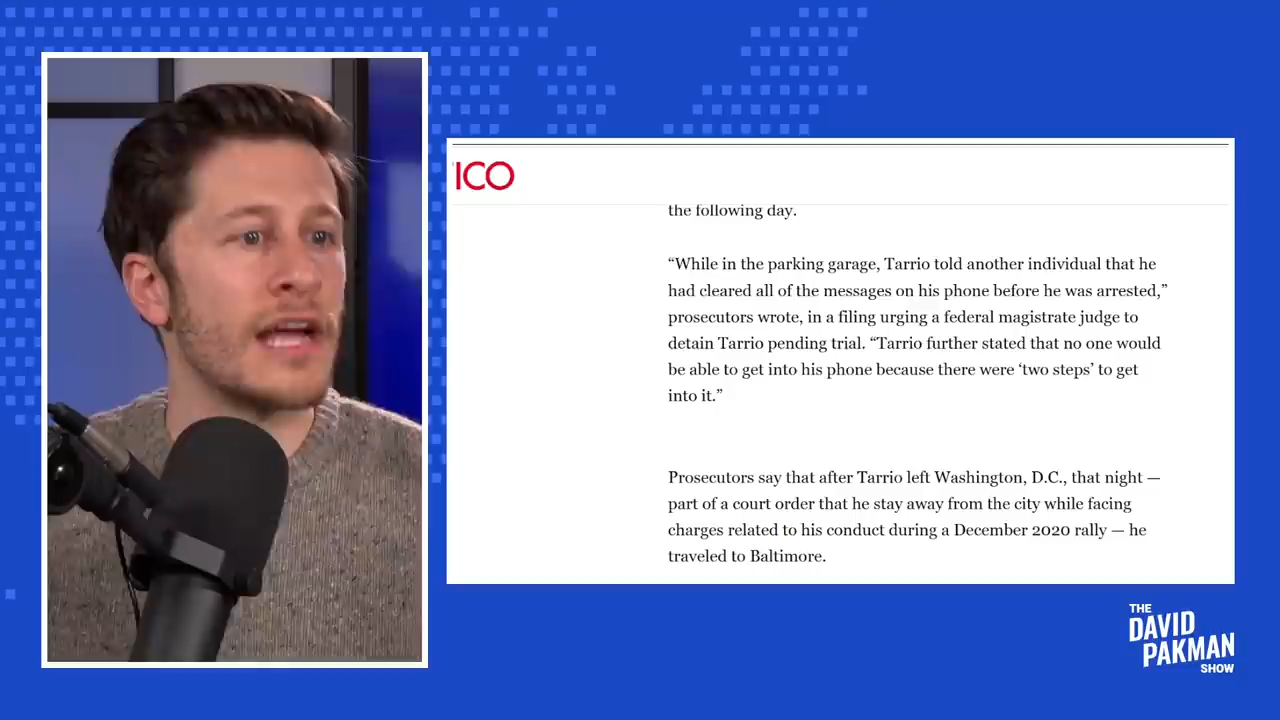 ICO
the following day.
“While in the parking garage, Tarrio told another individual that he
had cleared all of the messages on his phone before he was arrested,”
prosecutors wrote, in a filing urging a federal magistrate judge to
detain Tarrio pending trial. “Tarrio further stated that no one would
be able to get into his phone because there were ‘two steps’ to get
into it.”
Prosecutors say that after Tarrio left Washington, D.C., that night —
part of a court order that he stay away from the city while facing
charges related to his conduct during a December 2020 rally — he
traveled to Baltimore.
THE
DAVID
PAKMAN
SHOW